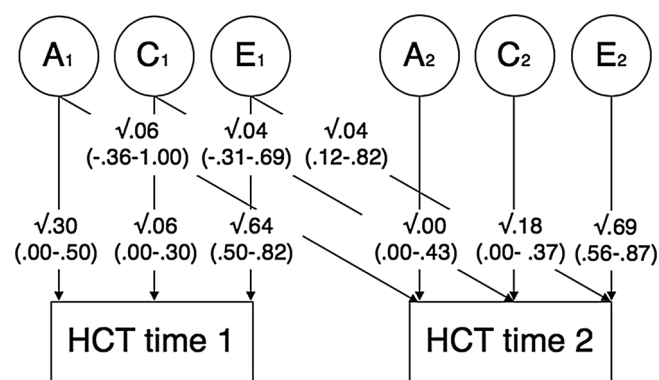 A1 C1 E1 A2 C2 E2
√.06 √.04 √.04
(-.36-1.00) (-.31-.69) (.12-.82)
√.30 √.06 √.64 √.00 √.18 √.69
(.00-.50) (.00-.30) (.50-.82) (.00-.43) (.00- .37) (.56-.87)
HCT time 1 HCT time 2